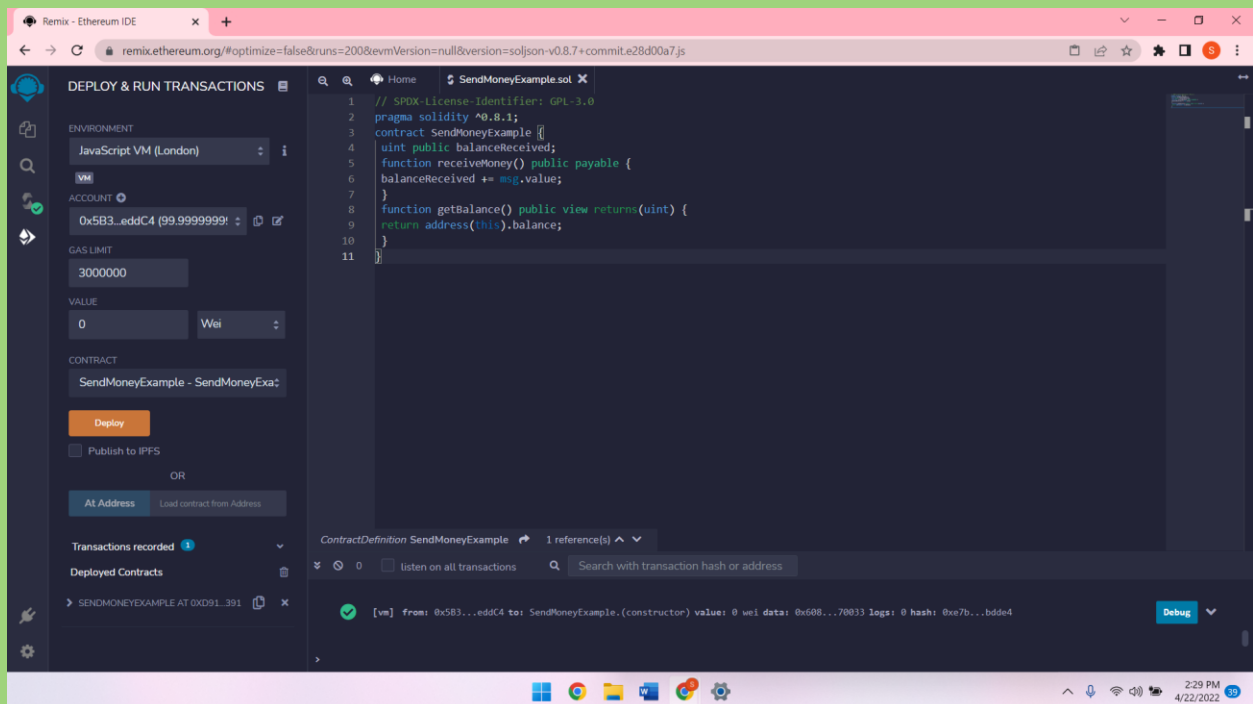 Remix - Ethereum IDE
remix.ethereum.org/#optimize=false&runs=200&evmVersion=null&version=soljson-v0.8.7+commit.e28d00a7.js
S
DEPLOY & RUN TRANSACTIONS
ENVIRONMENT
JavaScript VM (London)
VM
ACCOUNT
0x5B3...eddC4 (99.99999999
GAS LIMIT
3000000
VALUE
0 Wei
CONTRACT
SendMoneyExample - SendMoneyExa
Deploy
Publish to IPFS
OR
At Address Load contract from Address
Transactions recorded 1
Deployed Contracts
SENDMONEYEXAMPLE AT 0XD91...391
Home SendMoneyExample.sol
1 // SPDX-License-Identifier: GPL-3.0
2 pragma solidity ^0.8.1;
3 contract SendMoneyExample {
4 uint public balanceReceived;
5 function receiveMoney() public payable {
6 balanceReceived += msg.value;
7 }
8 function getBalance() public view returns(uint) {
9 return address(this).balance;
10 }
11 }
ContractDefinition SendMoneyExample 1 reference(s)
0 listen on all transactions Search with transaction hash or address
[vm] from: 0x5B3...eddC4 to: SendMoneyExample.(constructor) value: 0 wei data: 0x608...70033 logs: 0 hash: 0xe7b...bdde4 Debug
>
2:29 PM
4/22/2022 39